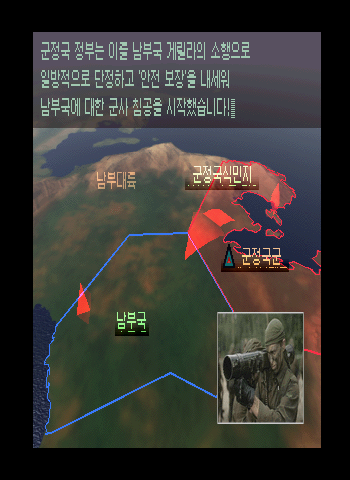 군정국 정부는 이를 남부국 게릴라의 소행으로
일방적으로 단정하고 '안전 보장'을 내세워
남부국에 대한 군사 침공을 시작했습니다!
남부대륙
군정국식민지
군정국군
남부국